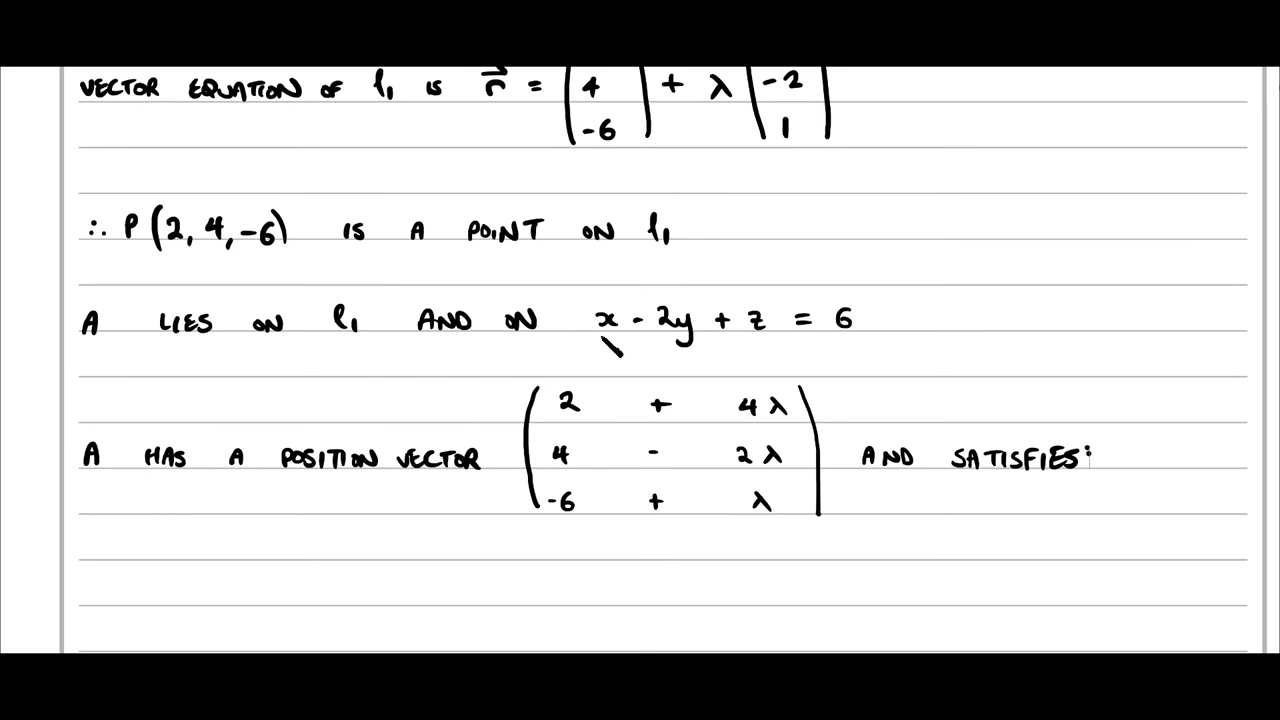 VECTOR EQUATION OF l₁ IS r⃗ = ( 4 -6 ) + λ ( -2 1 )
∴ P(2, 4, -6) IS A POINT ON l₁
A LIES ON l₁ AND ON x - 2y + z = 6
A HAS A POSITION VECTOR ( 2 + 4λ 4 - 2λ -6 + λ ) AND SATISFIES: